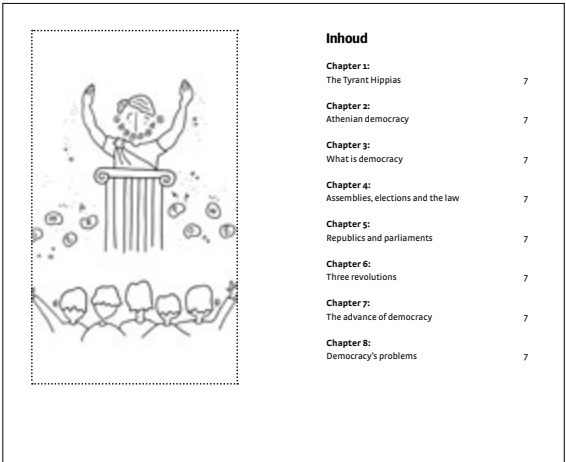 Inhoud
Chapter 1:
The Tyrant Hippias 7
Chapter 2:
Athenian democracy 7
Chapter 3:
What is democracy 7
Chapter 4:
Assemblies, elections and the law 7
Chapter 5:
Republics and parliaments 7
Chapter 6:
Three revolutions 7
Chapter 7:
The advance of democracy 7
Chapter 8:
Democracy's problems 7